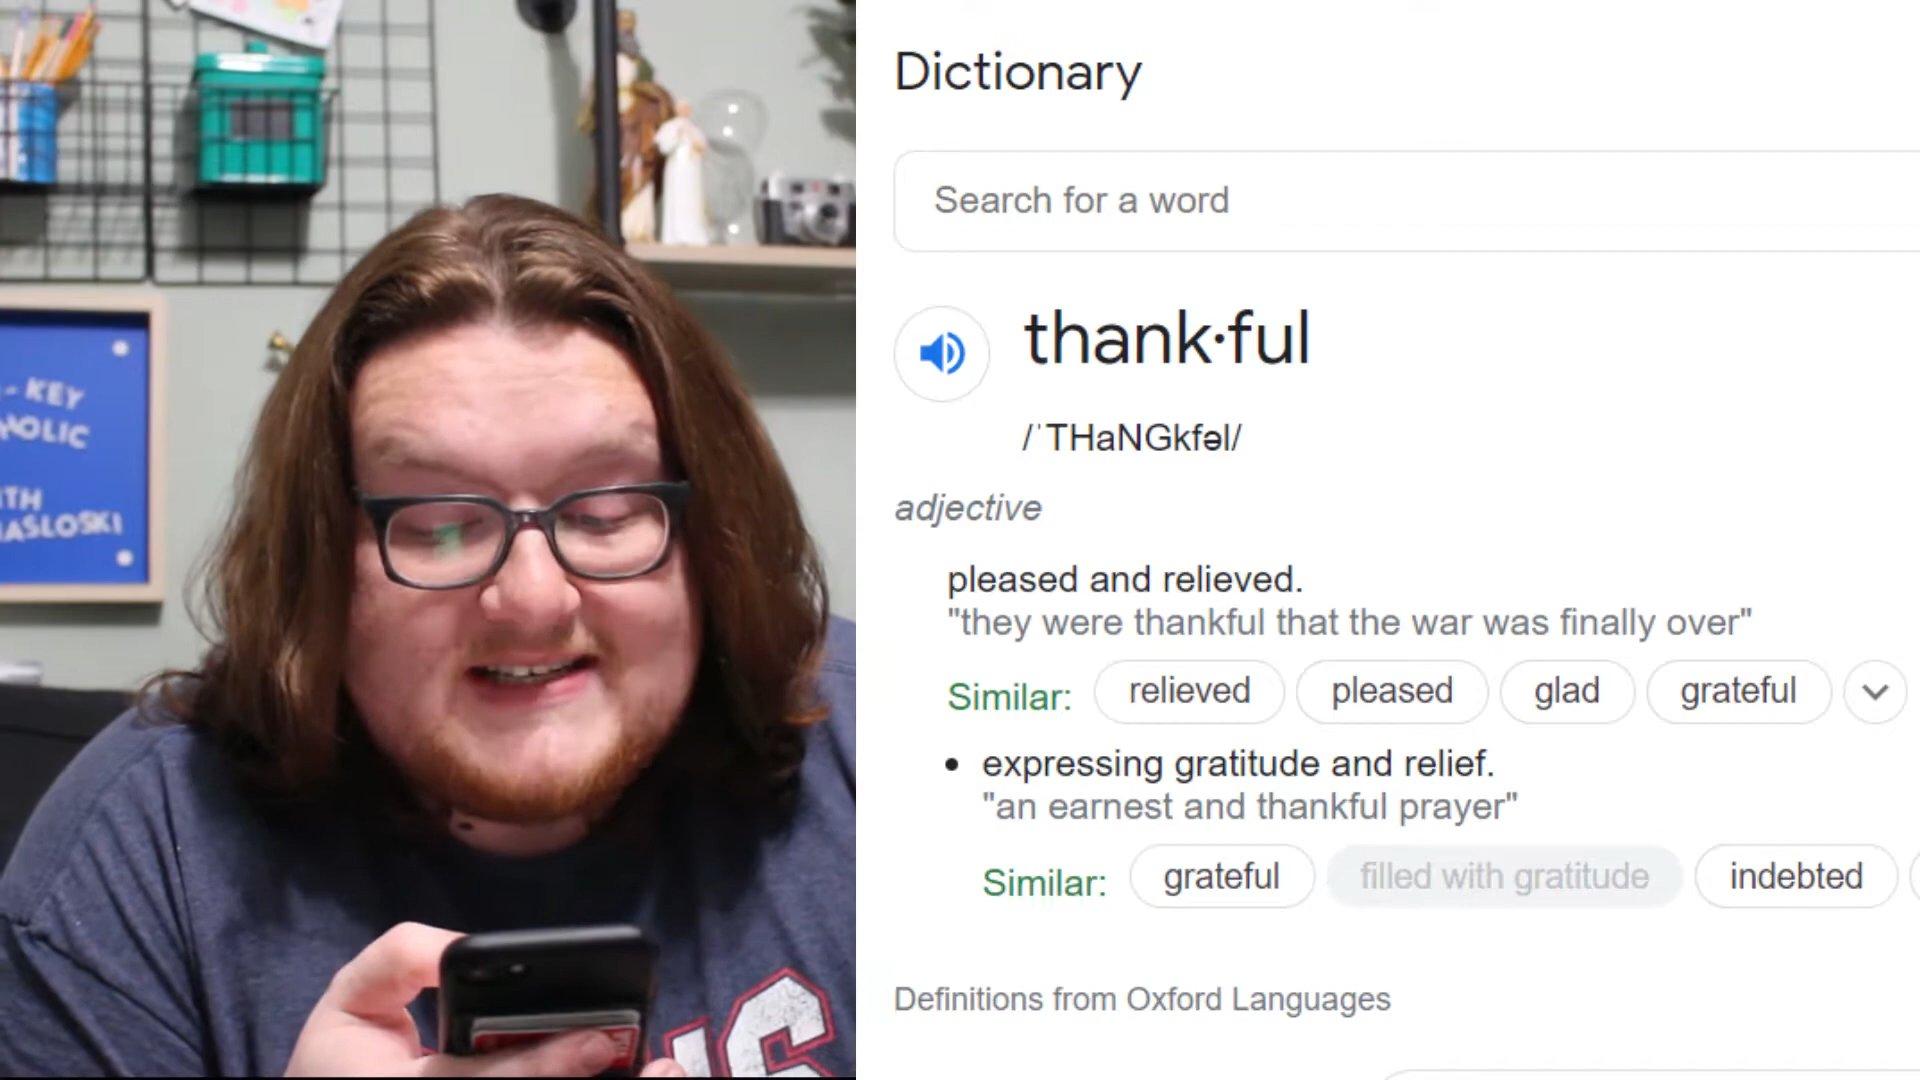 - KEY
HOLIC
ITH
ASLOSKI
Dictionary
Search for a word
thank·ful
/ˈTHaNGkfəl/
adjective
pleased and relieved.
"they were thankful that the war was finally over"
Similar: relieved pleased glad grateful
• expressing gratitude and relief.
"an earnest and thankful prayer"
Similar: grateful filled with gratitude indebted
Definitions from Oxford Languages